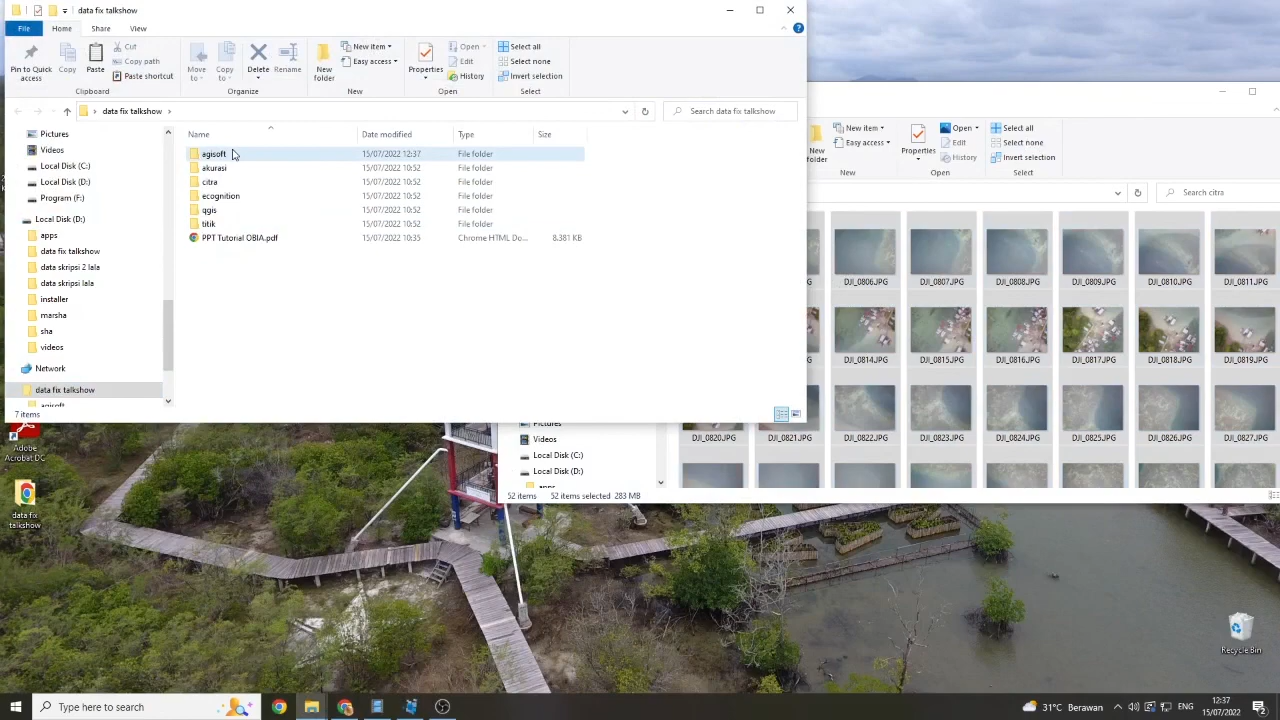 data fix talkshow
File
Home
Share
View
Pin to Quick access
Copy
Paste
Cut
Copy path
Paste shortcut
Clipboard
Move to
Copy to
Delete
Rename
Organize
New folder
New item
Easy access
New
Properties
Open
Edit
History
Open
Select all
Select none
Invert selection
Select
data fix talkshow
Search data fix talkshow
Name
Date modified
Type
Size
agisoft 15/07/2022 12:37 File folder
akurasi 15/07/2022 10:52 File folder
citra 15/07/2022 10:52 File folder
ecognition 15/07/2022 10:52 File folder
qgis 15/07/2022 10:52 File folder
titik 15/07/2022 10:52 File folder
PPT Tutorial OBIA.pdf 15/07/2022 10:35 Chrome HTML Do... 8.381 KB
Pictures
Videos
Local Disk (C:)
Local Disk (D:)
Program (F:)
Local Disk (D:)
apps
data fix talkshow
data skripsi 2 lala
data skripsi lala
installer
marsha
sha
videos
Network
data fix talkshow
agisoft
7 items
New folder
New item
Easy access
New
Properties
Open
Edit
History
Open
Select all
Select none
Invert selection
Select
Search citra
DJI_0806.JPG
DJI_0807.JPG
DJI_0808.JPG
DJI_0809.JPG
DJI_0810.JPG
DJI_0811.JPG
DJI_0814.JPG
DJI_0815.JPG
DJI_0816.JPG
DJI_0817.JPG
DJI_0818.JPG
DJI_0819.JPG
DJI_0820.JPG
DJI_0821.JPG
DJI_0822.JPG
DJI_0823.JPG
DJI_0824.JPG
DJI_0825.JPG
DJI_0826.JPG
DJI_0827.JPG
Pictures
Videos
Local Disk (C:)
Local Disk (D:)
apps
52 items
52 items selected 283 MB
Adobe Acrobat DC
data fix talkshow
Recycle Bin
Type here to search
31°C Berawan
ENG
12:37
15/07/2022